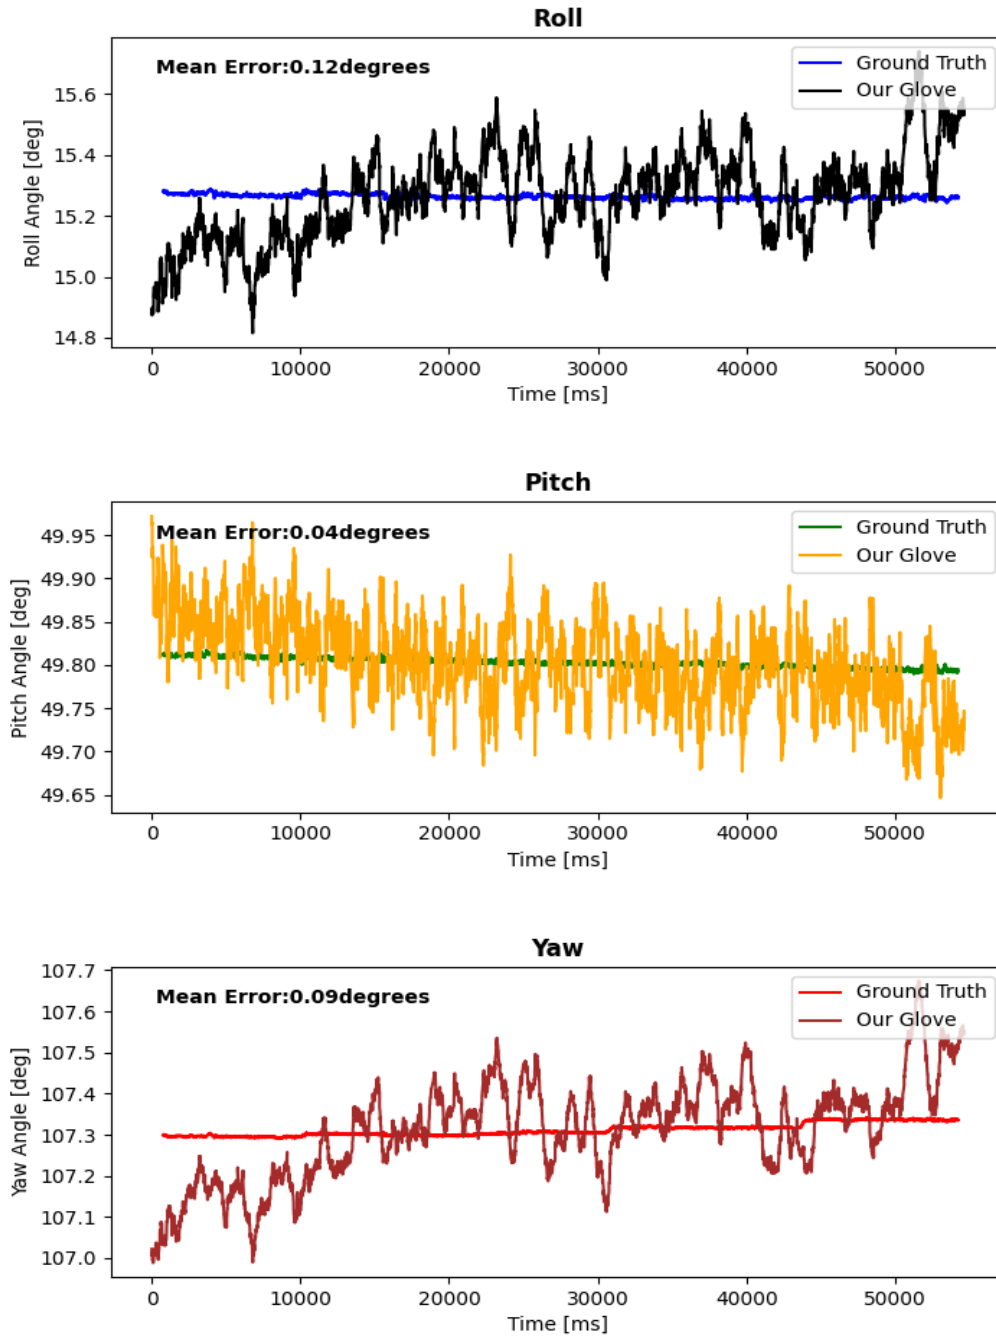 Roll
Mean Error:0.12degrees
Ground Truth
Our Glove
Roll Angle [deg]
15.6
15.4
15.2
15.0
14.8
0 10000 20000 30000 40000 50000
Time [ms]
Pitch
Mean Error:0.04degrees
Ground Truth
Our Glove
Pitch Angle [deg]
49.95
49.90
49.85
49.80
49.75
49.70
49.65
0 10000 20000 30000 40000 50000
Time [ms]
Yaw
Mean Error:0.09degrees
Ground Truth
Our Glove
Yaw Angle [deg]
107.7
107.6
107.5
107.4
107.3
107.2
107.1
107.0
0 10000 20000 30000 40000 50000
Time [ms]